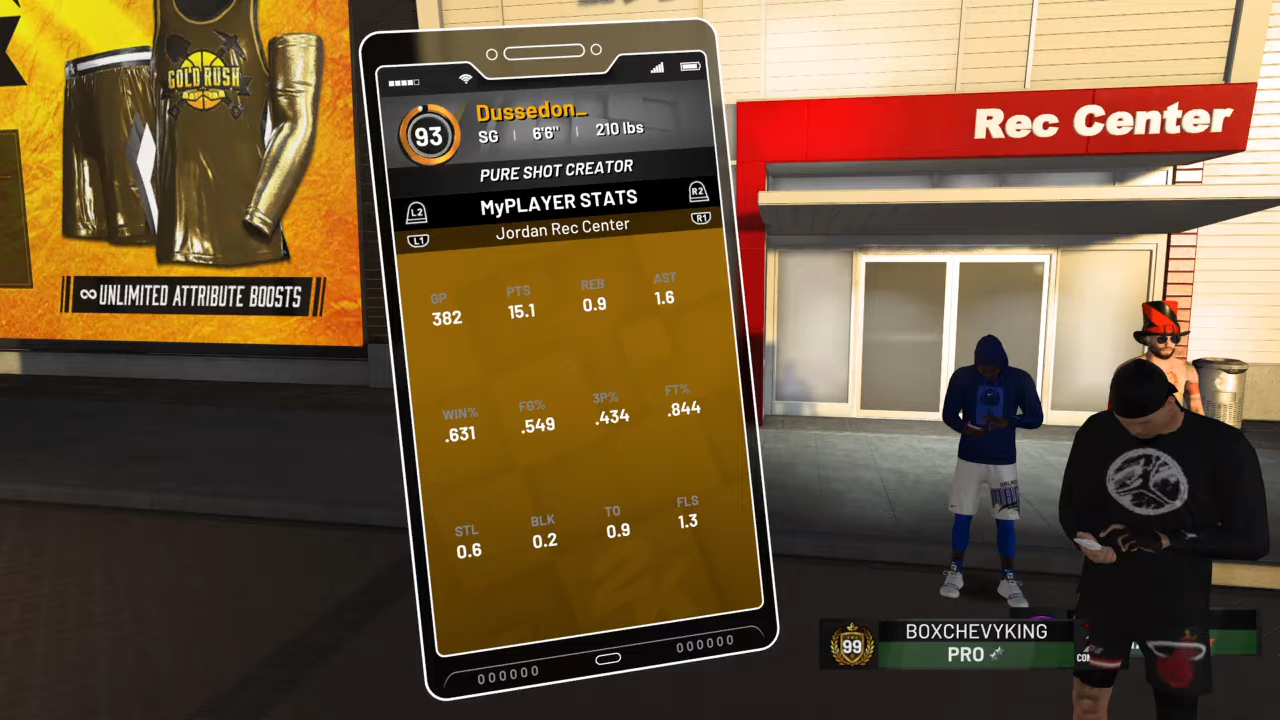 GOLD RUSH
∞ UNLIMITED ATTRIBUTE BOOSTS
93
Dussedon_
SG | 6'6" | 210 lbs
PURE SHOT CREATOR
L2 MyPLAYER STATS R2
L1 Jordan Rec Center R1
GP PTS REB AST
382 15.1 0.9 1.6
WIN% FG% 3P% FT%
.631 .549 .434 .844
STL BLK TO FLS
0.6 0.2 0.9 1.3
Rec Center
99
BOXCHEVYKING
PRO